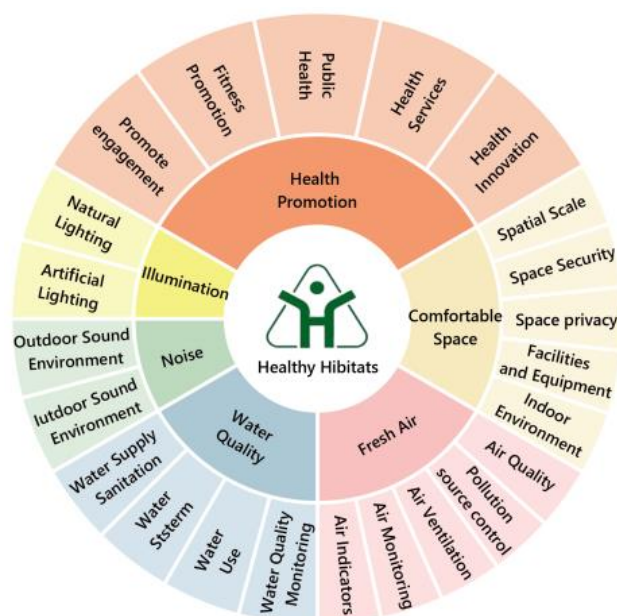 Healthy Hibitats
Health
Promotion
Promote
engagement
Fitness
Promotion
Public
Health
Health
Services
Health
Innovation
Comfortable
Space
Spatial Scale
Space Security
Space privacy
Facilities
and Equipment
Indoor
Environment
Fresh Air
Air Quality
Pollution
source control
Air Ventilation
Air Monitoring
Air Indicators
Water
Quality
Water Quality
Monitoring
Water
Use
Water
Ststerm
Water Supply
Sanitation
Noise
Iutdoor Sound
Environment
Outdoor Sound
Environment
Illumination
Artificial
Lighting
Natural
Lighting